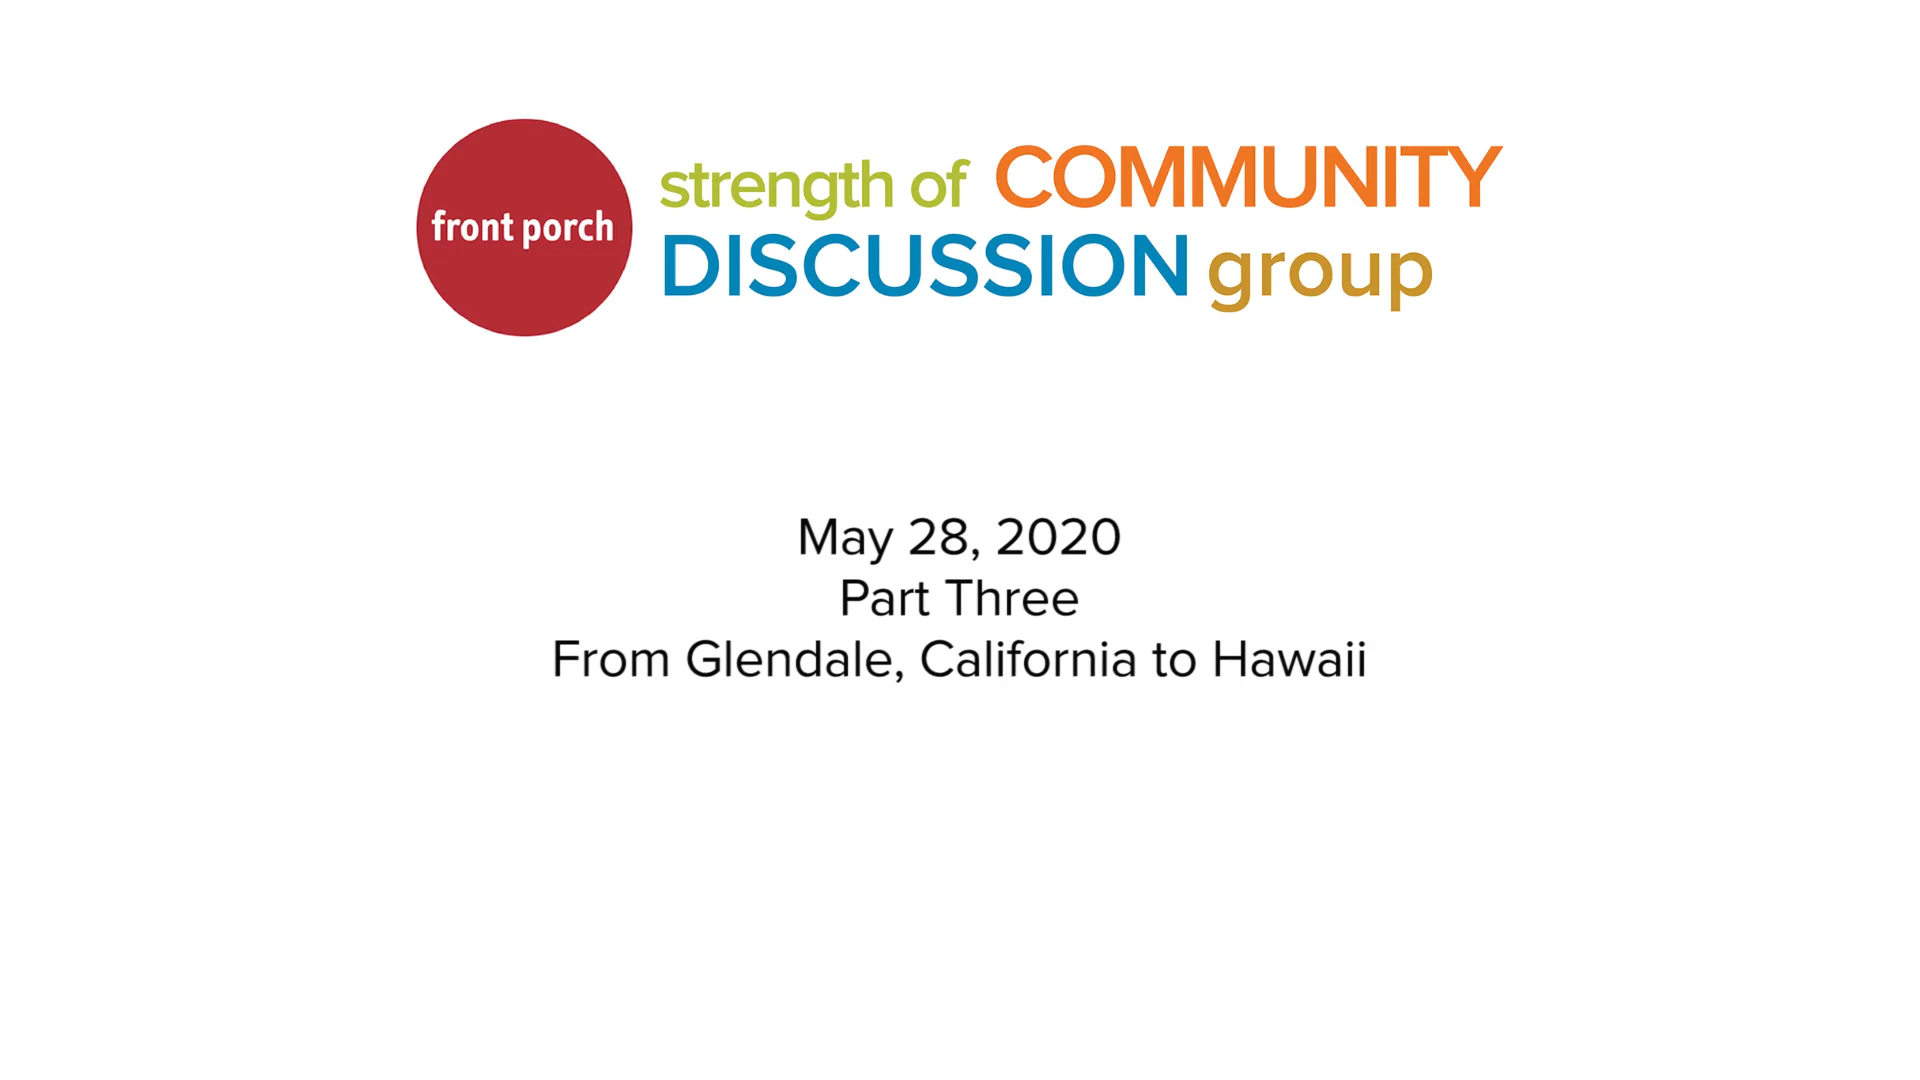 front porch
strength of COMMUNITY
DISCUSSION group
May 28, 2020
Part Three
From Glendale, California to Hawaii